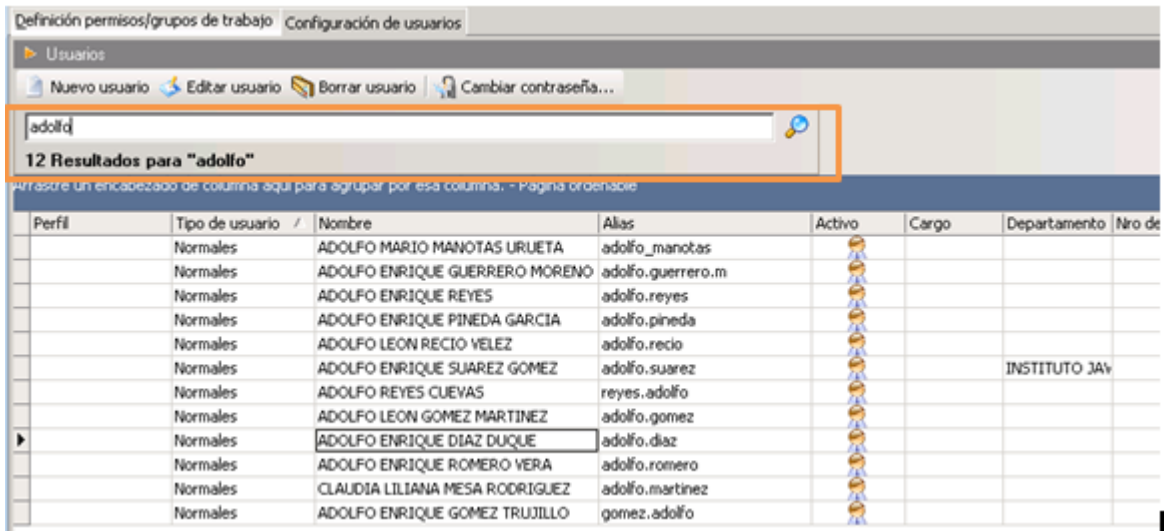 Definición permisos/grupos de trabajo Configuración de usuarios
Usuarios
Nuevo usuario Editar usuario Borrar usuario Cambiar contraseña...
adolfo
12 Resultados para "adolfo"
Arrastre un encabezado de columna aquí para agrupar por esa columna. - Página ordenable
Perfil Tipo de usuario Nombre Alias Activo Cargo Departamento Nro de
Normales ADOLFO MARIO MANOTAS URUETA adolfo_manotas
Normales ADOLFO ENRIQUE GUERRERO MORENO adolfo.guerrero.m
Normales ADOLFO ENRIQUE REYES adolfo.reyes
Normales ADOLFO ENRIQUE PINEDA GARCIA adolfo.pineda
Normales ADOLFO LEON RECIO VELEZ adolfo.recio
Normales ADOLFO ENRIQUE SUAREZ GOMEZ adolfo.suarez INSTITUTO JAV
Normales ADOLFO REYES CUEVAS reyes.adolfo
Normales ADOLFO LEON GOMEZ MARTINEZ adolfo.gomez
Normales ADOLFO ENRIQUE DIAZ DUQUE adolfo.diaz
Normales ADOLFO ENRIQUE ROMERO VERA adolfo.romero
Normales CLAUDIA LILIANA MESA RODRIGUEZ adolfo.martinez
Normales ADOLFO ENRIQUE GOMEZ TRUJILLO gomez.adolfo